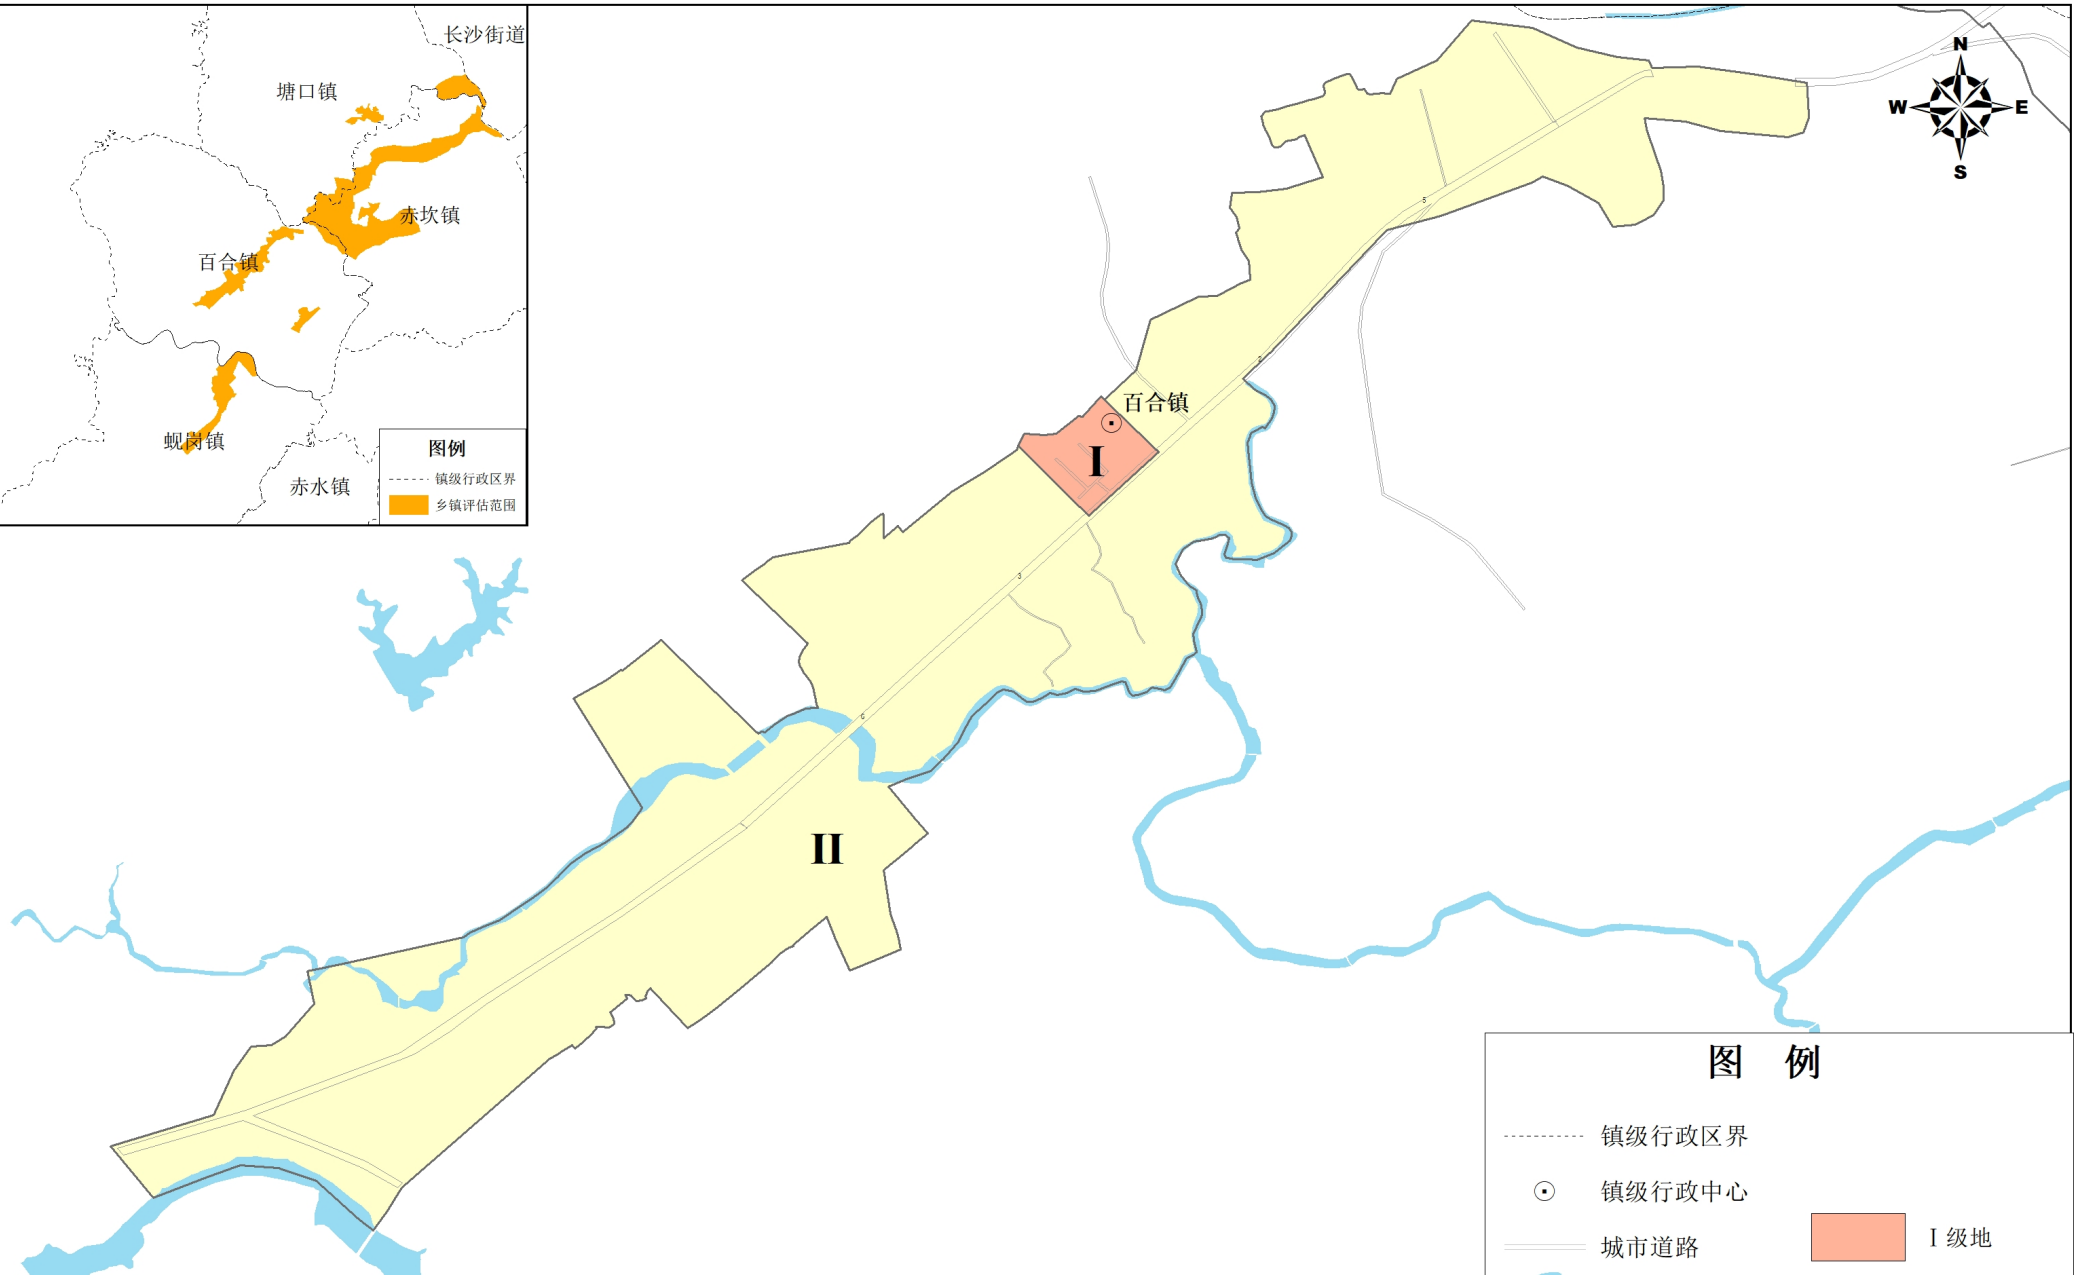 长沙街道
塘口镇
赤坎镇
百合镇
蚬岗镇
赤水镇
图例
镇级行政区界
乡镇评估范围
N
W
E
S
5
百合镇
I
3
II
图 例
镇级行政区界
镇级行政中心
城市道路
I 级地